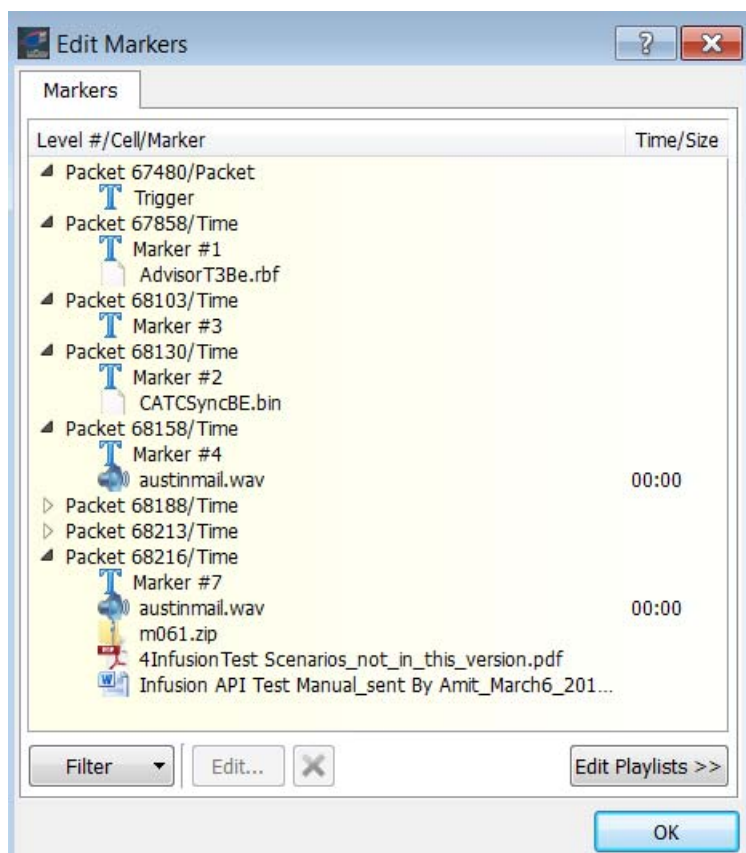 Edit Markers
Markers
Level #/Cell/Marker Time/Size
Packet 67480/Packet
Trigger
Packet 67858/Time
Marker #1
AdvisorT3Be.rbf
Packet 68103/Time
Marker #3
Packet 68130/Time
Marker #2
CATCSyncBE.bin
Packet 68158/Time
Marker #4
austinmail.wav 00:00
Packet 68188/Time
Packet 68213/Time
Packet 68216/Time
Marker #7
austinmail.wav 00:00
m061.zip
4InfusionTest Scenarios_not_in_this_version.pdf
Infusion API Test Manual_sent By Amit_March6_201...
Filter Edit... Edit Playlists >>
OK